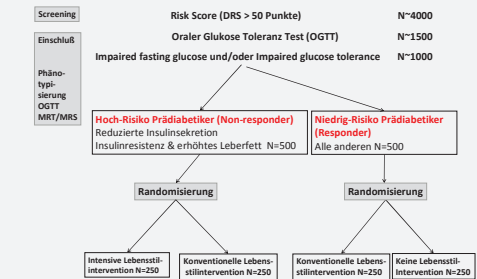 Screening
Risk Score (DRS > 50 Punkte) N~4000
Oraler Glukose Toleranz Test (OGTT) N~1500
Einschluß
Impaired fasting glucose und/oder Impaired glucose tolerance N~1000
Phäno-
typi-
sierung
OGTT
MRT/MRS
Hoch-Risiko Prädiabetiker (Non-responder)
Reduzierte Insulinsekretion
Insulinresistenz & erhöhtes Leberfett N=500
Niedrig-Risiko Prädiabetiker
(Responder)
Alle anderen N=500
Randomisierung
Randomisierung
Intensive Lebensstil-
intervention N=250
Konventionelle Lebens-
stilintervention N=250
Konventionelle Lebens-
stilintervention N=250
Keine Lebensstil-
Intervention N=250